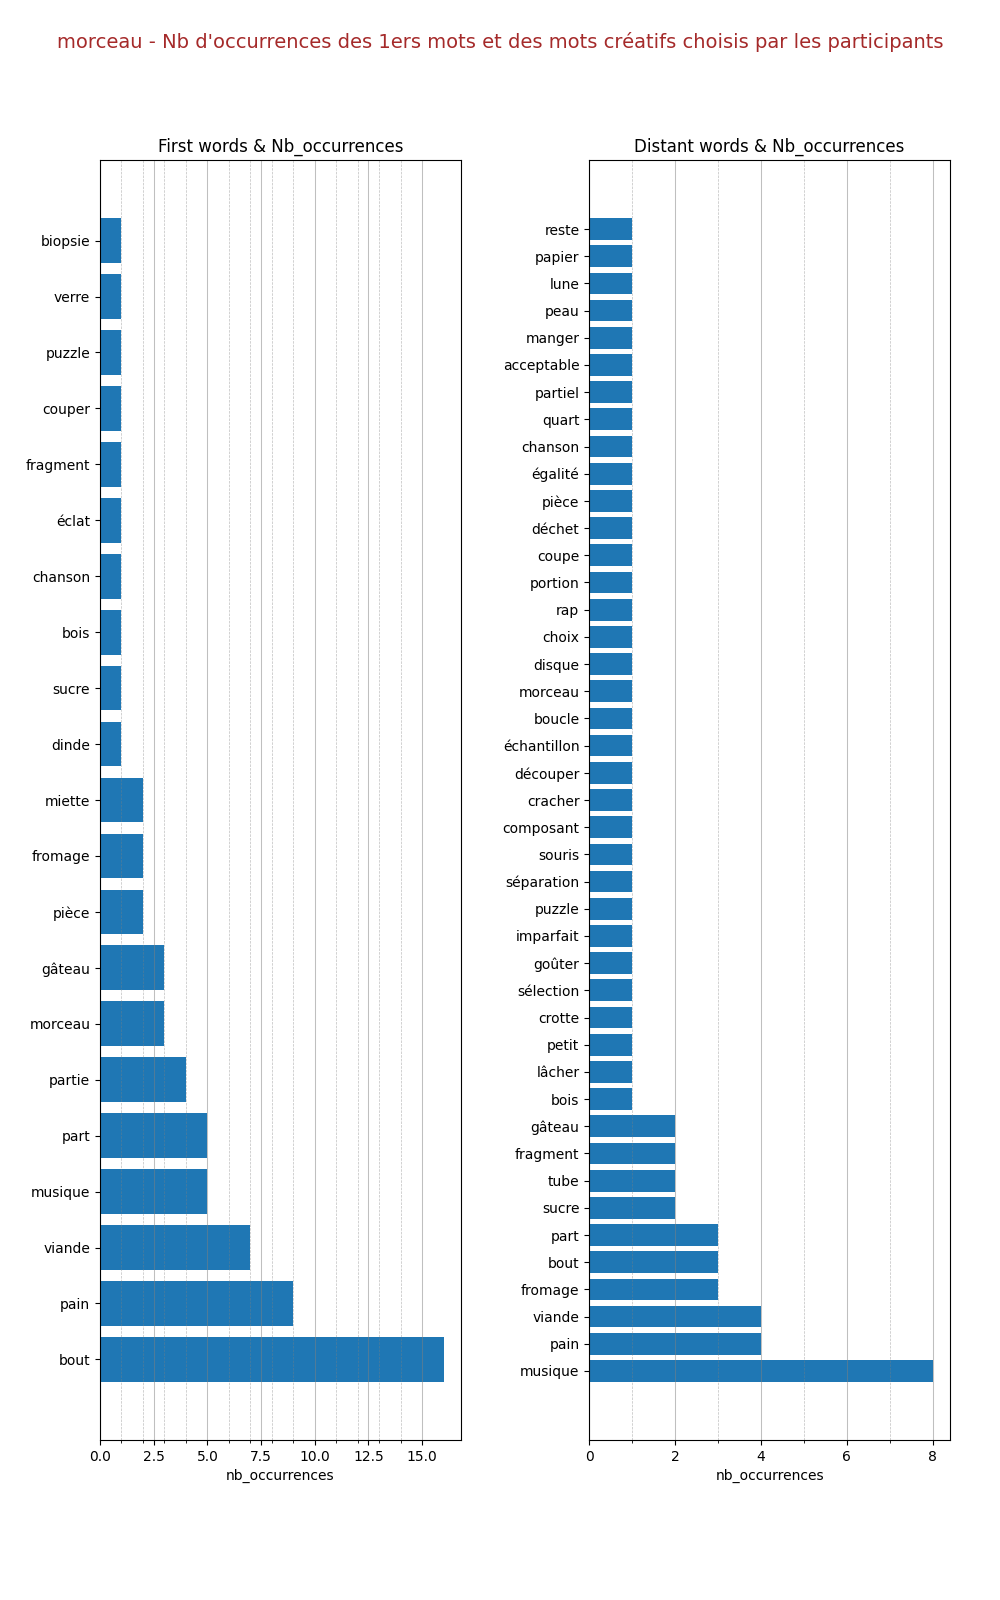 morceau - Nb d'occurrences des 1ers mots et des mots créatifs choisis par les participants
First words & Nb_occurrences
biopsie
verre
puzzle
couper
fragment
éclat
chanson
bois
sucre
dinde
miette
fromage
pièce
gâteau
morceau
partie
part
musique
viande
pain
bout
0.0 2.5 5.0 7.5 10.0 12.5 15.0
nb_occurrences
Distant words & Nb_occurrences
reste
papier
lune
peau
manger
acceptable
partiel
quart
chanson
égalité
pièce
déchet
coupe
portion
rap
choix
disque
morceau
boucle
échantillon
découper
cracher
composant
souris
séparation
puzzle
imparfait
goûter
sélection
crotte
petit
lâcher
bois
gâteau
fragment
tube
sucre
part
bout
fromage
viande
pain
musique
0 2 4 6 8
nb_occurrences